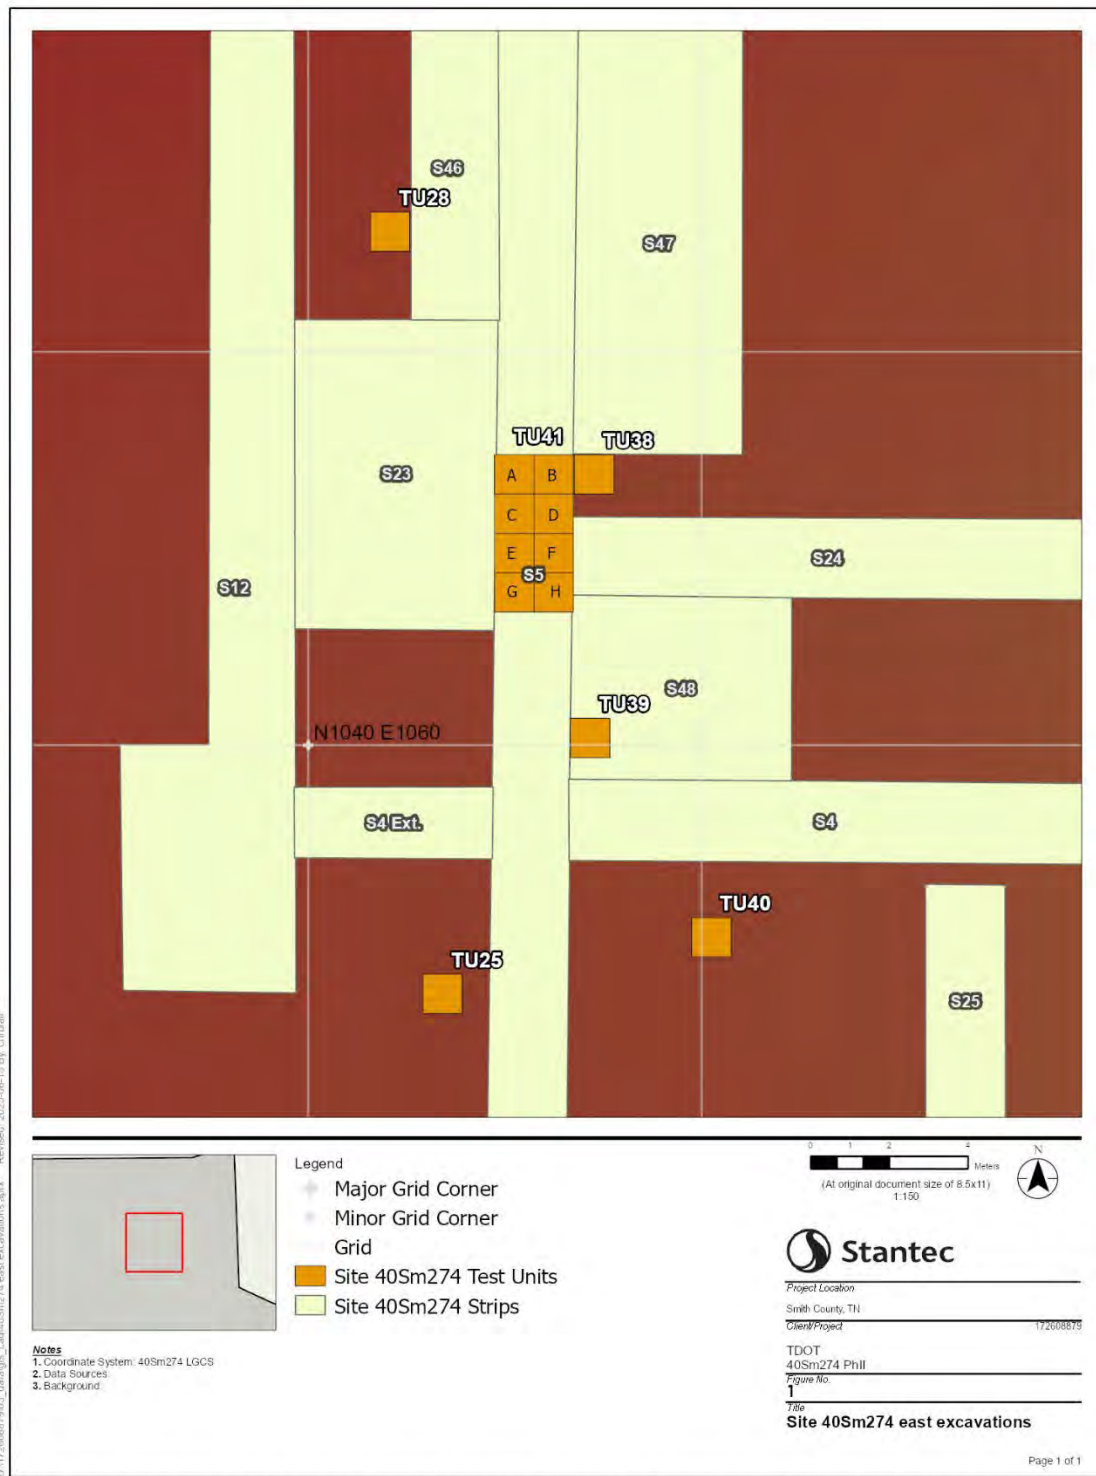 S46
TU28
S47
TU41
TU38
A
B
S23
C
D
E
F
S24
S5
S12
G
H
S48
TU39
N1040 E1060
S4 Ext.
S4
TU40
TU25
S25
0 1 2 4
Meters
(At original document size of 8.5x11)
1:150
N
Legend
Major Grid Corner
Minor Grid Corner
Grid
Site 40Sm274 Test Units
Site 40Sm274 Strips
Stantec
Project Location
Smith County, TN
Client/Project 172608879
TDOT
40Sm274 PhII
Figure No.
1
Title
Site 40Sm274 east excavations
Notes
1. Coordinate System: 40Sm274 LGCS
2. Data Sources:
3. Background:
Page 1 of 1